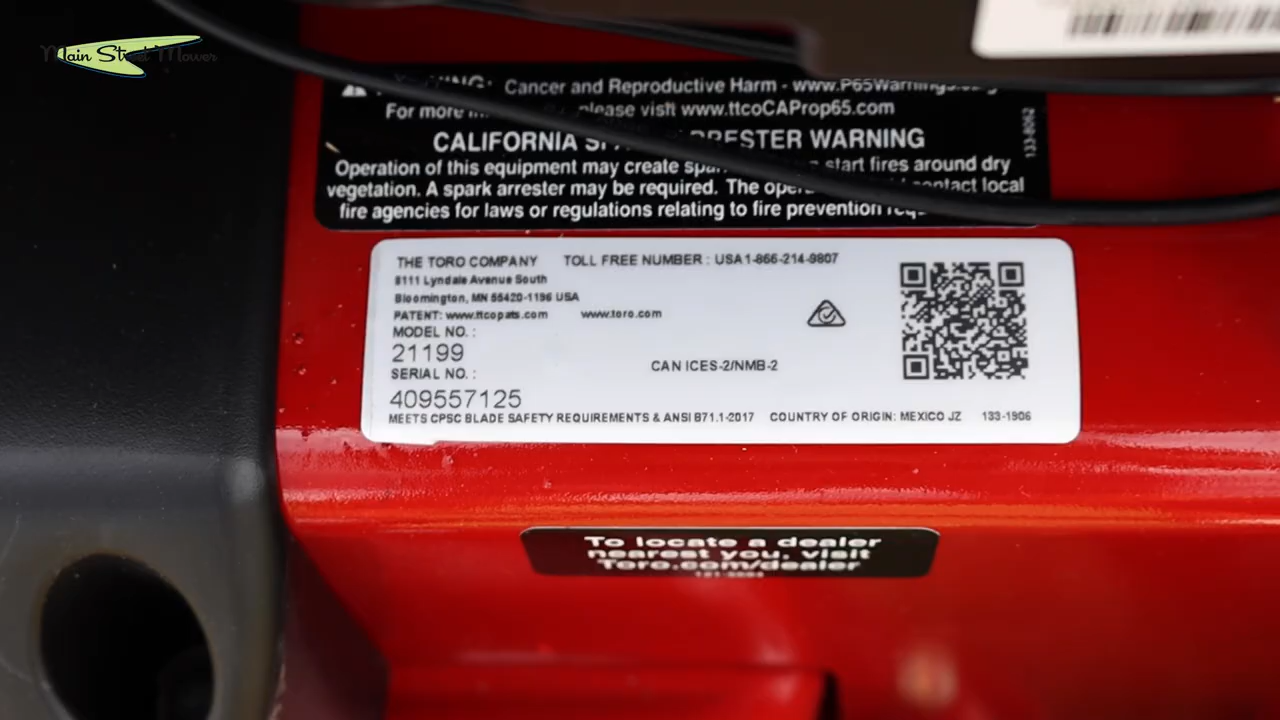 Main Street Mower
Cancer and Reproductive Harm - www.P65Warnings
For more please visit www.ttcoCAProp65.com
CALIFORNIA WARNING
Operation of this equipment may create start fires around dry
vegetation. A spark arrester may be required. The contact local
fire agencies for laws or regulations relating to fire prevention
133-8062
THE TORO COMPANY TOLL FREE NUMBER : USA 1-866-214-9807
8111 Lyndale Avenue South
Bloomington, MN 55420-1196 USA
PATENT: www.ttcopats.com www.toro.com
MODEL NO. :
21199
SERIAL NO. :
CAN ICES-2/NMB-2
409557125
MEETS CPSC BLADE SAFETY REQUIREMENTS & ANSI B71.1-2017 COUNTRY OF ORIGIN: MEXICO JZ 133-1906
To locate a dealer
nearest you, visit
Toro.com/dealer